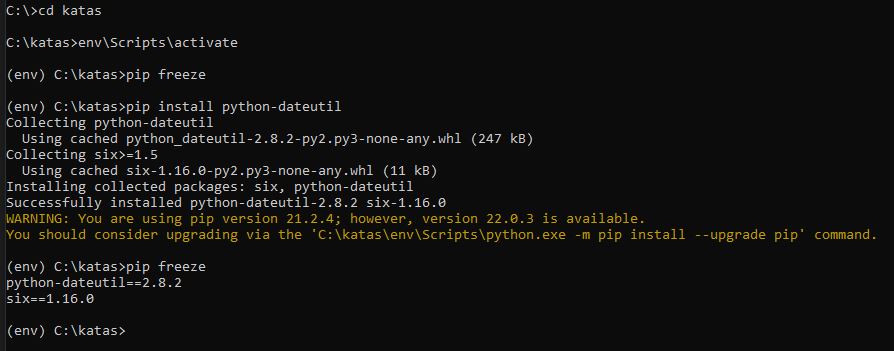 C:\>cd katas
C:\katas>env\Scripts\activate
(env) C:\katas>pip freeze
(env) C:\katas>pip install python-dateutil
Collecting python-dateutil
  Using cached python_dateutil-2.8.2-py2.py3-none-any.whl (247 kB)
Collecting six>=1.5
  Using cached six-1.16.0-py2.py3-none-any.whl (11 kB)
Installing collected packages: six, python-dateutil
Successfully installed python-dateutil-2.8.2 six-1.16.0
WARNING: You are using pip version 21.2.4; however, version 22.0.3 is available.
You should consider upgrading via the 'C:\katas\env\Scripts\python.exe -m pip install --upgrade pip' command.
(env) C:\katas>pip freeze
python-dateutil==2.8.2
six==1.16.0
(env) C:\katas>